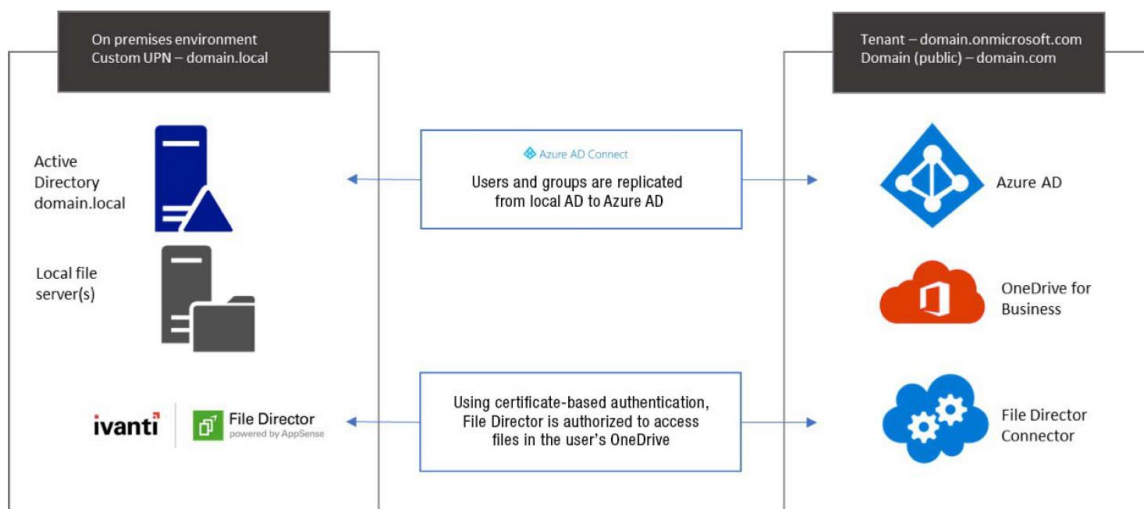 On premises environment
Custom UPN – domain.local
Tenant – domain.onmicrosoft.com
Domain (public) – domain.com
Active
Directory
domain.local
Azure AD Connect
Users and groups are replicated
from local AD to Azure AD
Azure AD
Local file
server(s)
OneDrive for
Business
ivanti
File Director
powered by AppSense
Using certificate-based authentication,
File Director is authorized to access
files in the user's OneDrive
File Director
Connector